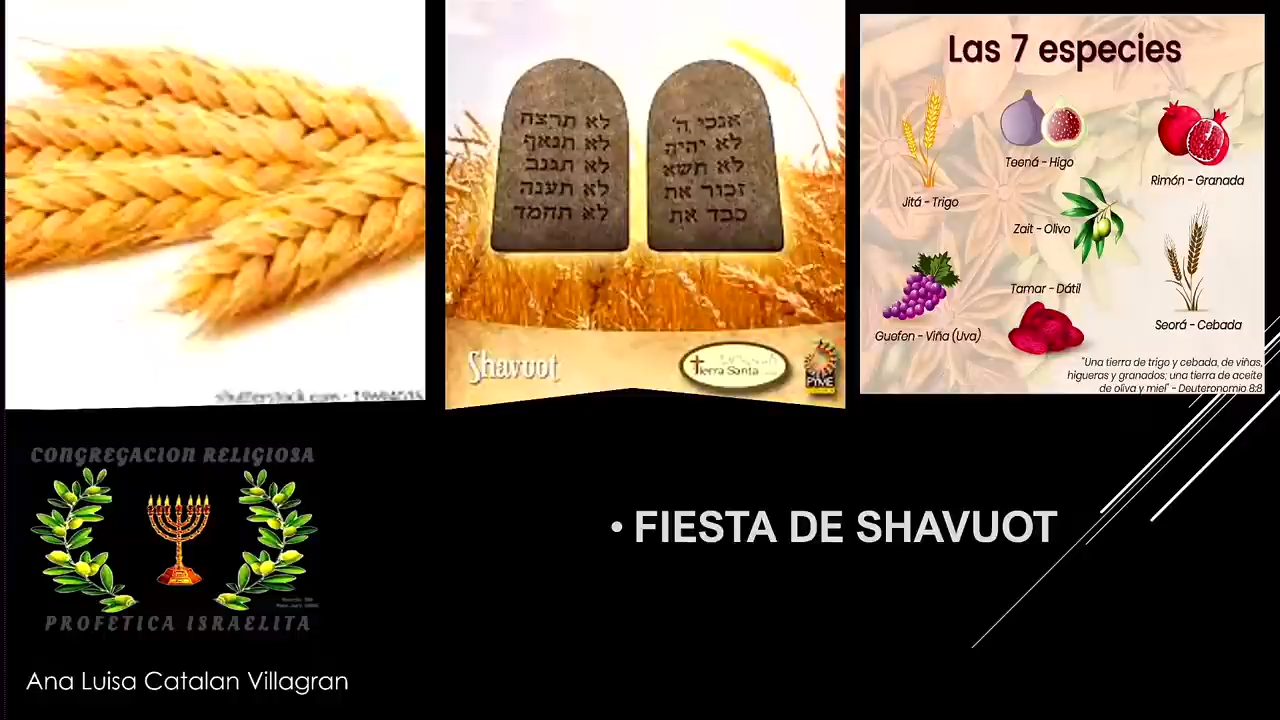 shutterstock.com
לא תרצח
לא תנאף
לא תגנב
לא תענה
לא תחמד
אנכי ה'
לא יהיה
לא תשא
זכור את
כבד את
Shavuot
Tierra Santa
PYME
Las 7 especies
Jitá - Trigo
Teená - Higo
Rimón - Granada
Zait - Olivo
Guefen - Viña (Uva)
Tamar - Dátil
Seorá - Cebada
"Una tierra de trigo y cebada, de viñas,
higueras y granados; una tierra de aceite
de oliva y miel" - Deuteronomio 8:8
CONGREGACION RELIGIOSA
PROFETICA ISRAELITA
• FIESTA DE SHAVUOT
Ana Luisa Catalan Villagran